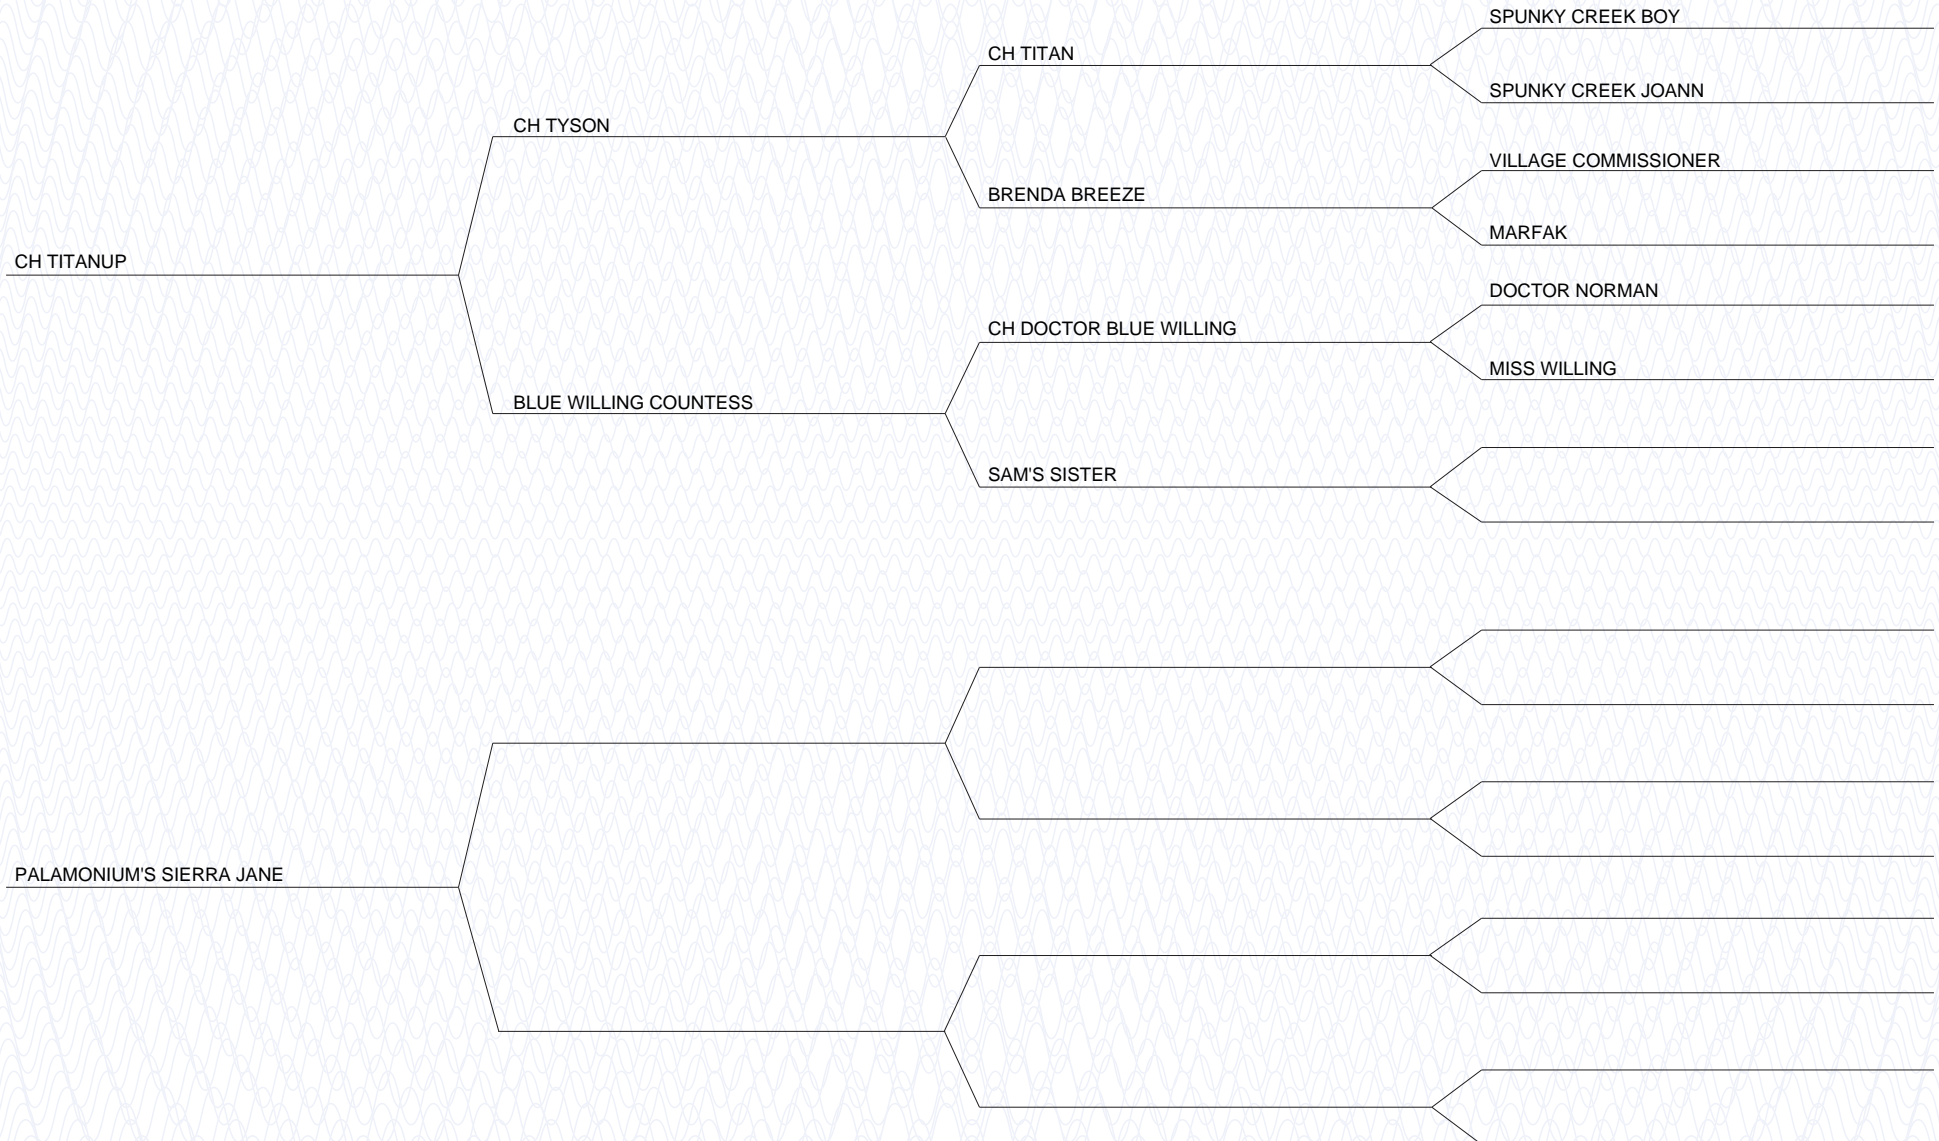 SPUNKY CREEK BOY
CH TITAN
SPUNKY CREEK JOANN
CH TYSON
VILLAGE COMMISSIONER
BRENDA BREEZE
MARFAK
CH TITANUP
DOCTOR NORMAN
CH DOCTOR BLUE WILLING
MISS WILLING
BLUE WILLING COUNTESS
SAM'S SISTER
PALAMONIUM'S SIERRA JANE